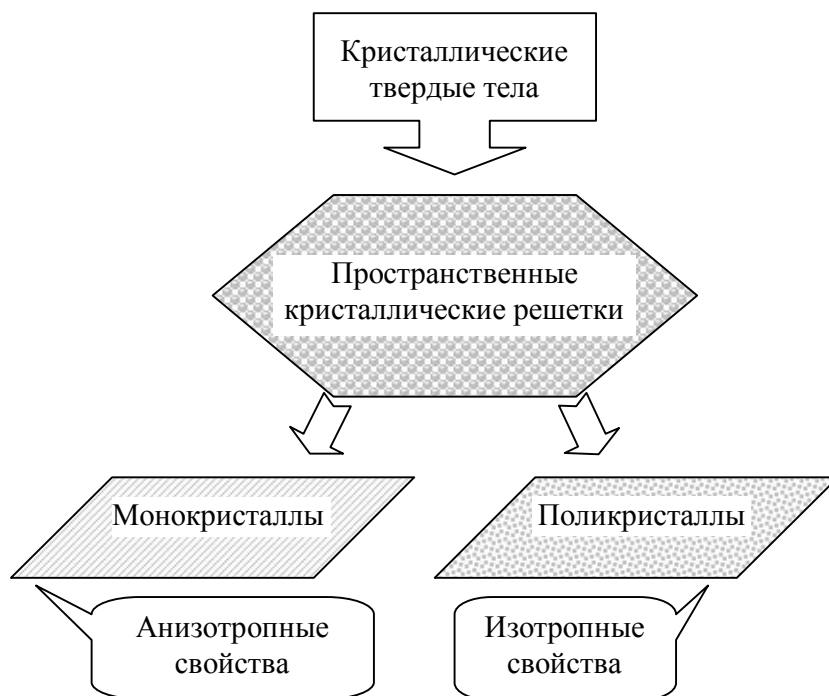 Кристаллические
твердые тела
Пространственные
кристаллические решетки
Монокристаллы
Поликристаллы
Анизотропные
свойства
Изотропные
свойства